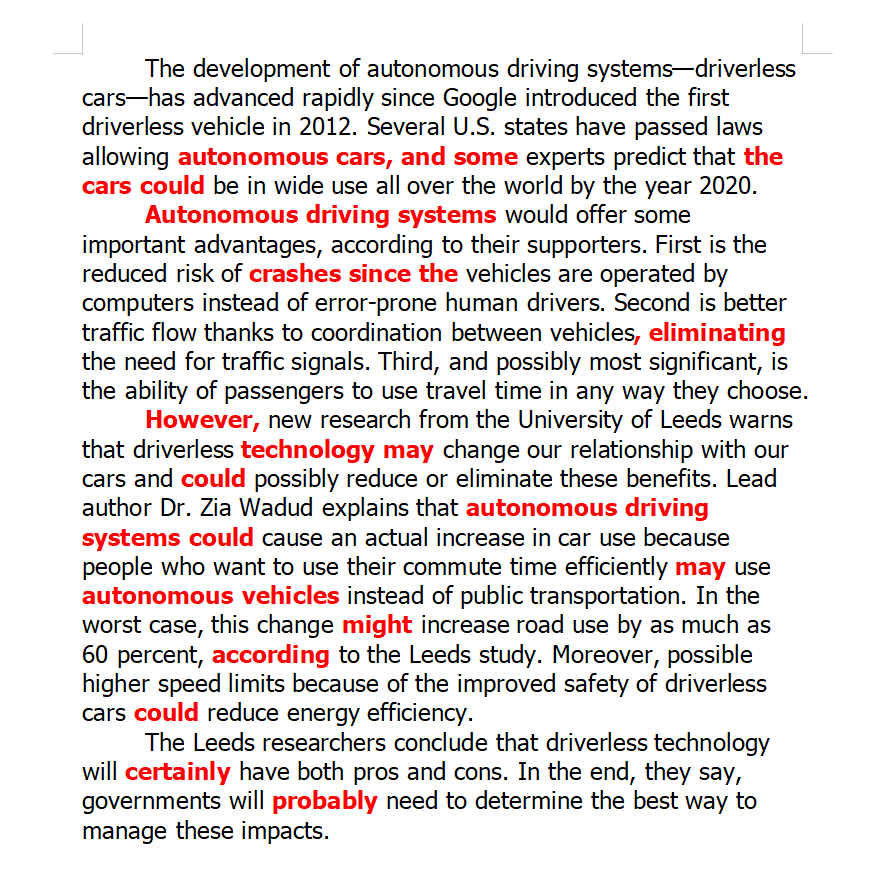 The development of autonomous driving systems—driverless
cars—has advanced rapidly since Google introduced the first
driverless vehicle in 2012. Several U.S. states have passed laws
allowing autonomous cars, and some experts predict that the
cars could be in wide use all over the world by the year 2020.
Autonomous driving systems would offer some
important advantages, according to their supporters. First is the
reduced risk of crashes since the vehicles are operated by
computers instead of error-prone human drivers. Second is better
traffic flow thanks to coordination between vehicles, eliminating
the need for traffic signals. Third, and possibly most significant, is
the ability of passengers to use travel time in any way they choose.
However, new research from the University of Leeds warns
that driverless technology may change our relationship with our
cars and could possibly reduce or eliminate these benefits. Lead
author Dr. Zia Wadud explains that autonomous driving
systems could cause an actual increase in car use because
people who want to use their commute time efficiently may use
autonomous vehicles instead of public transportation. In the
worst case, this change might increase road use by as much as
60 percent, according to the Leeds study. Moreover, possible
higher speed limits because of the improved safety of driverless
cars could reduce energy efficiency.
The Leeds researchers conclude that driverless technology
will certainly have both pros and cons. In the end, they say,
governments will probably need to determine the best way to
manage these impacts.